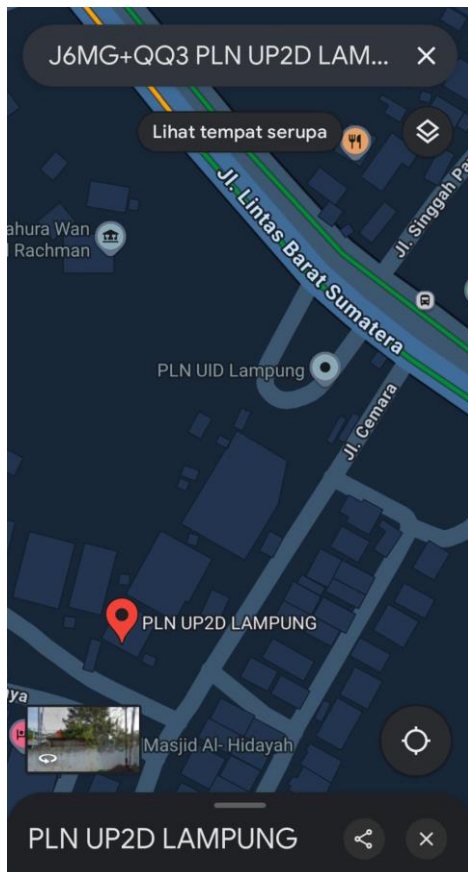 J6MG+QQ3 PLN UP2D LAM...
Lihat tempat serupa
Jl. Singgah Pa
Jl. Lintas Barat Sumatera
ahura Wan
l Rachman
PLN UID Lampung
Jl. Cemara
PLN UP2D LAMPUNG
ya
Masjid Al- Hidayah
PLN UP2D LAMPUNG